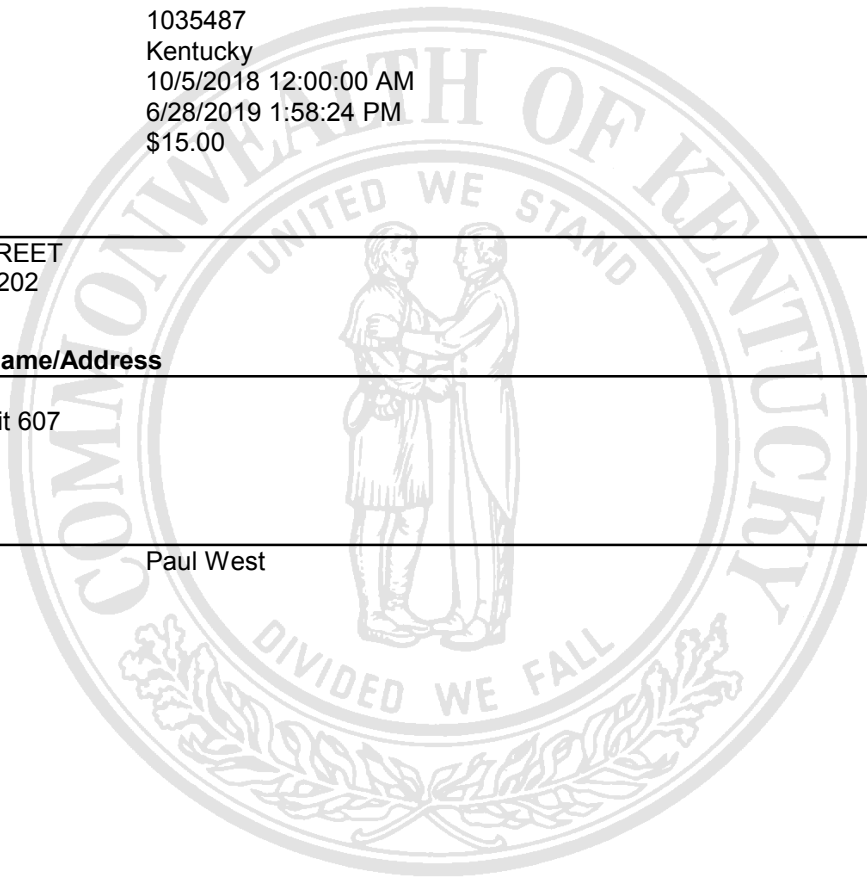 1035487
Kentucky
10/5/2018 12:00:00 AM
6/28/2019 1:58:24 PM
$15.00
COMMONWEALTH OF KENTUCKY
UNITED WE STAND
REET
202
ame/Address
it 607
Paul West
DIVIDED WE FALL